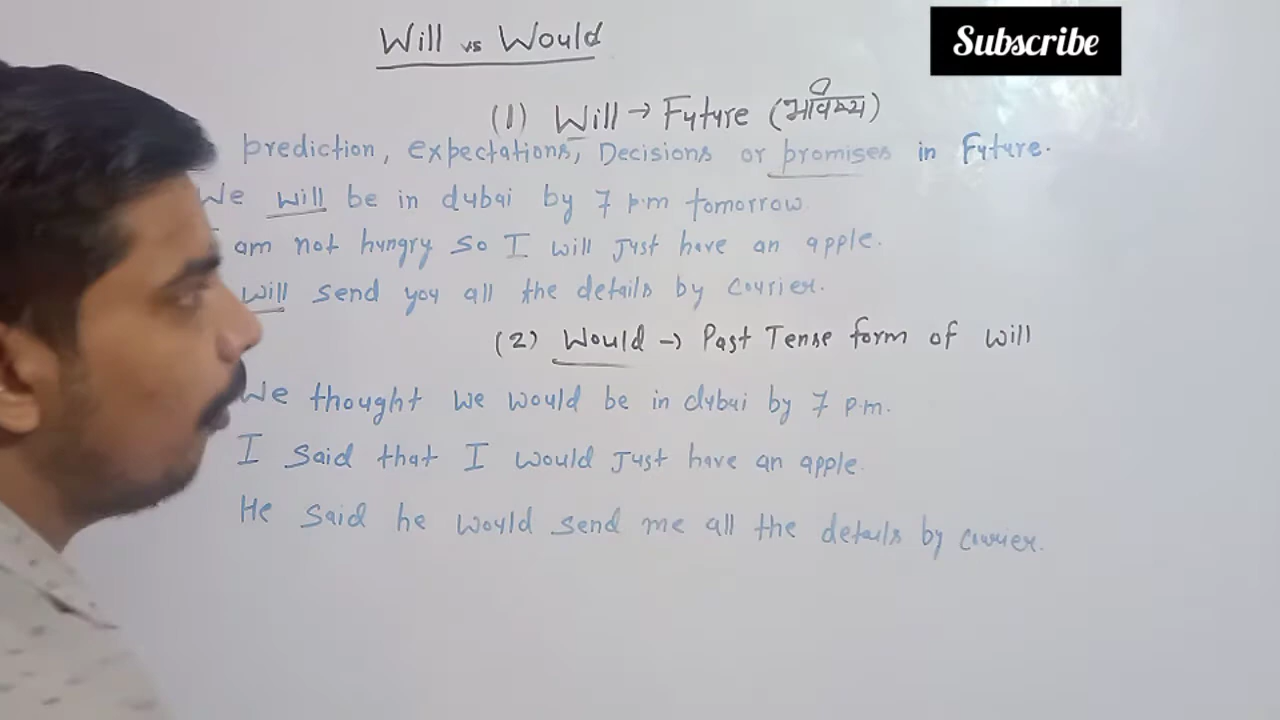 Will vs Would
Subscribe
(1) Will → Future (भविष्य)
prediction, expectations, Decisions or promises in Future.
We will be in dubai by 7 p.m tomorrow.
am not hungry so I will Just have an apple.
will send you all the details by courier.
(2) Would → Past Tense form of will
We thought we would be in dubai by 7 p.m.
I said that I would Just have an apple.
He said he would send me all the details by courier.